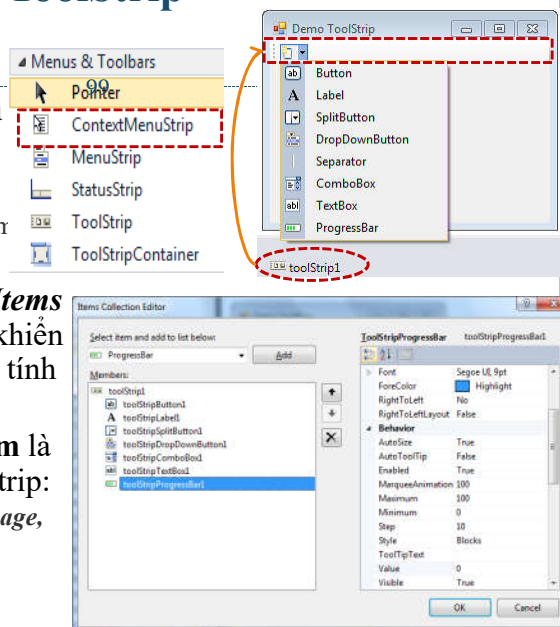 ToolStrip
Menus & Toolbars
Pointer
99
ContextMenuStrip
MenuStrip
StatusStrip
ToolStrip
ToolStripContainer
Demo ToolStrip
Button
Label
SplitButton
DropDownButton
Separator
ComboBox
TextBox
ProgressBar
toolStrip1
Items
khiển
tính
m là
trip:
age,
Items Collection Editor
Select item and add to list below:
ProgressBar
Add
Members:
toolStrip1
toolStripButton1
toolStripLabel1
toolStripSplitButton1
toolStripDropDownButton1
toolStripComboBox1
toolStripTextBox1
toolStripProgressBar1
ToolStripProgressBar toolStripProgressBar1
Font Segoe UI, 9pt
ForeColor Highlight
RightToLeft No
RightToLeftLayout False
Behavior
AutoSize True
AutoToolTip False
Enabled True
MarqueeAnimation 100
Maximum 100
Minimum 0
Step 10
Style Blocks
ToolTipText
Value 0
Visible True
OK Cancel